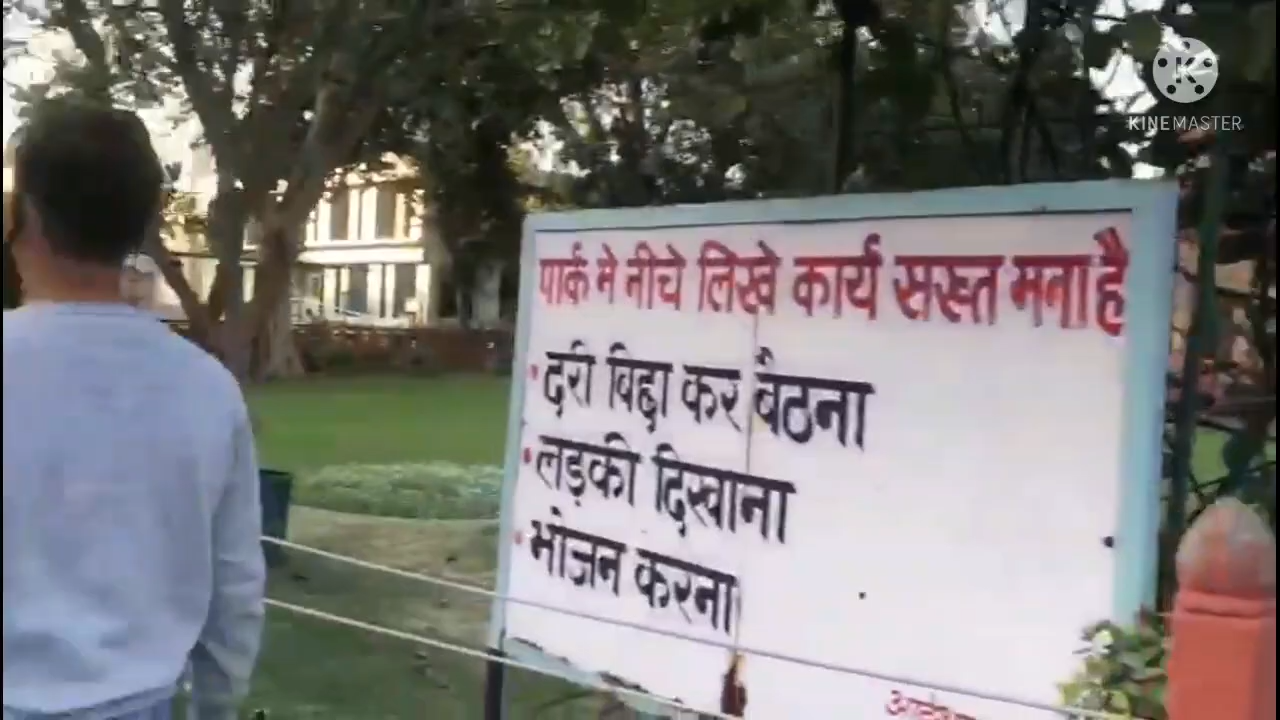 KINEMASTER
पार्क मे नीचे लिखे कार्य सख्त मना है
• दरी विछा कर बैठना
• लड़की दिखाना
• भोजन करना